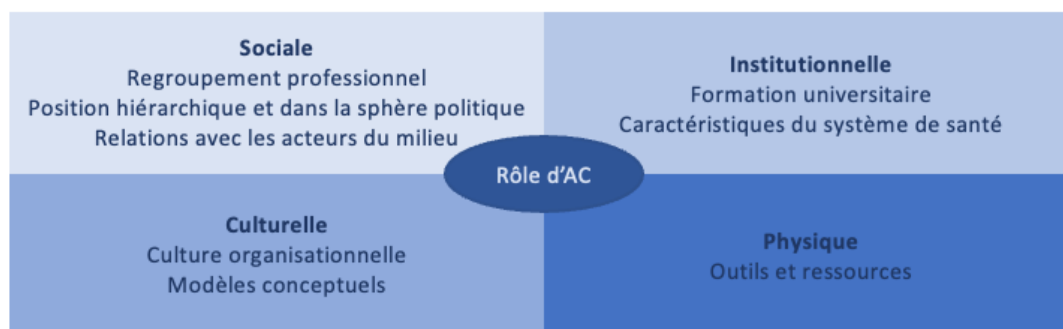 Sociale
Regroupement professionnel
Position hiérarchique et dans la sphère politique
Relations avec les acteurs du milieu
Institutionnelle
Formation universitaire
Caractéristiques du système de santé
Rôle d'AC
Culturelle
Culture organisationnelle
Modèles conceptuels
Physique
Outils et ressources